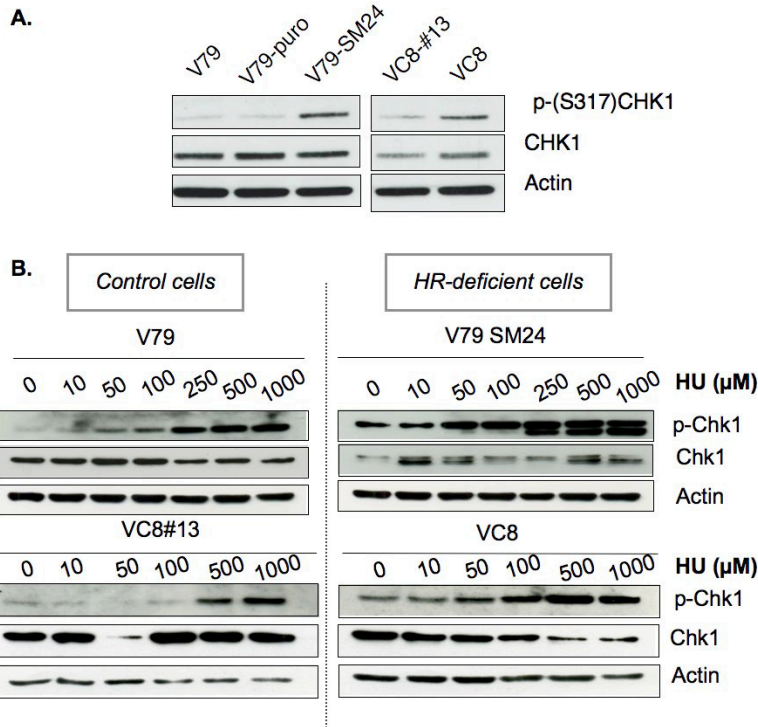 A.
V79 V79-puro V79-SM24 VC8-#13 VC8
p-(S317)CHK1
CHK1
Actin
B.
Control cells HR-deficient cells
V79 V79 SM24
0 10 50 100 250 500 1000 0 10 50 100 250 500 1000 HU (µM)
p-Chk1
Chk1
Actin
VC8#13 VC8
0 10 50 100 500 1000 0 10 50 100 500 1000 HU (µM)
p-Chk1
Chk1
Actin